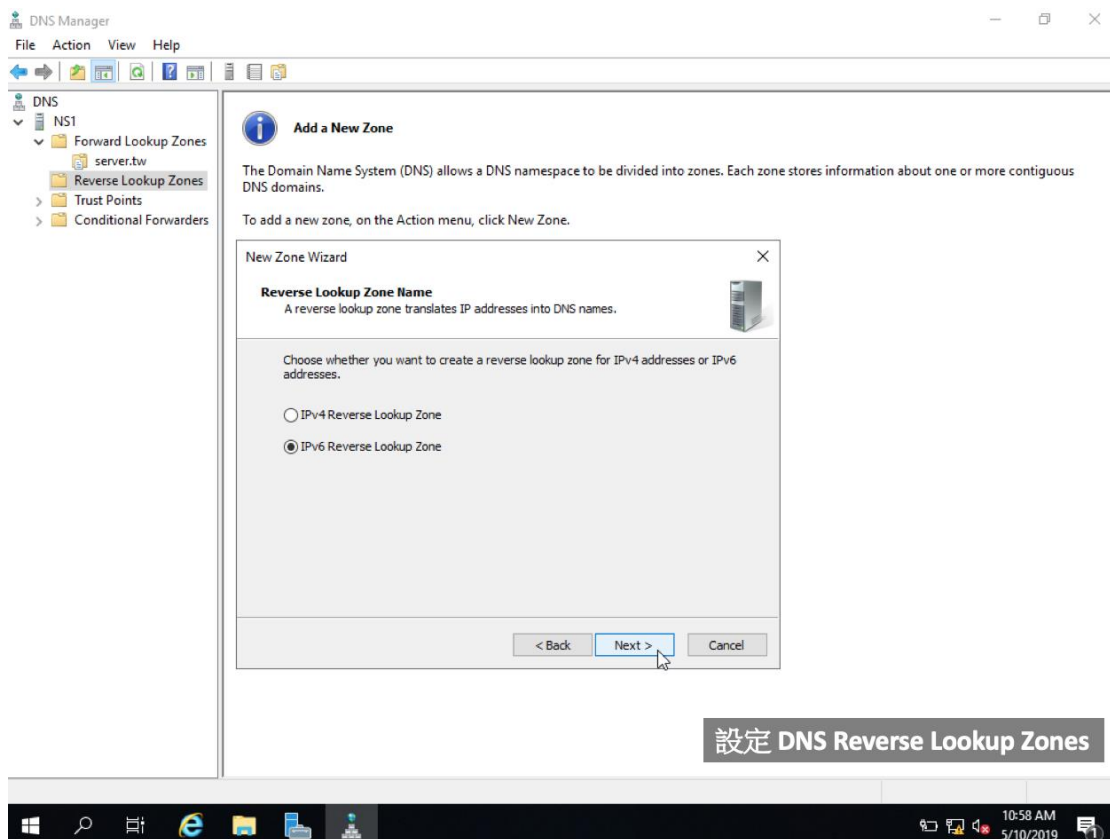 DNS Manager
File Action View Help
DNS
NS1
Forward Lookup Zones
server.tw
Reverse Lookup Zones
Trust Points
Conditional Forwarders
Add a New Zone
The Domain Name System (DNS) allows a DNS namespace to be divided into zones. Each zone stores information about one or more contiguous
DNS domains.
To add a new zone, on the Action menu, click New Zone.
New Zone Wizard
Reverse Lookup Zone Name
A reverse lookup zone translates IP addresses into DNS names.
Choose whether you want to create a reverse lookup zone for IPv4 addresses or IPv6
addresses.
IPv4 Reverse Lookup Zone
IPv6 Reverse Lookup Zone
< Back Next > Cancel
設定 DNS Reverse Lookup Zones
10:58 AM
5/10/2019
1